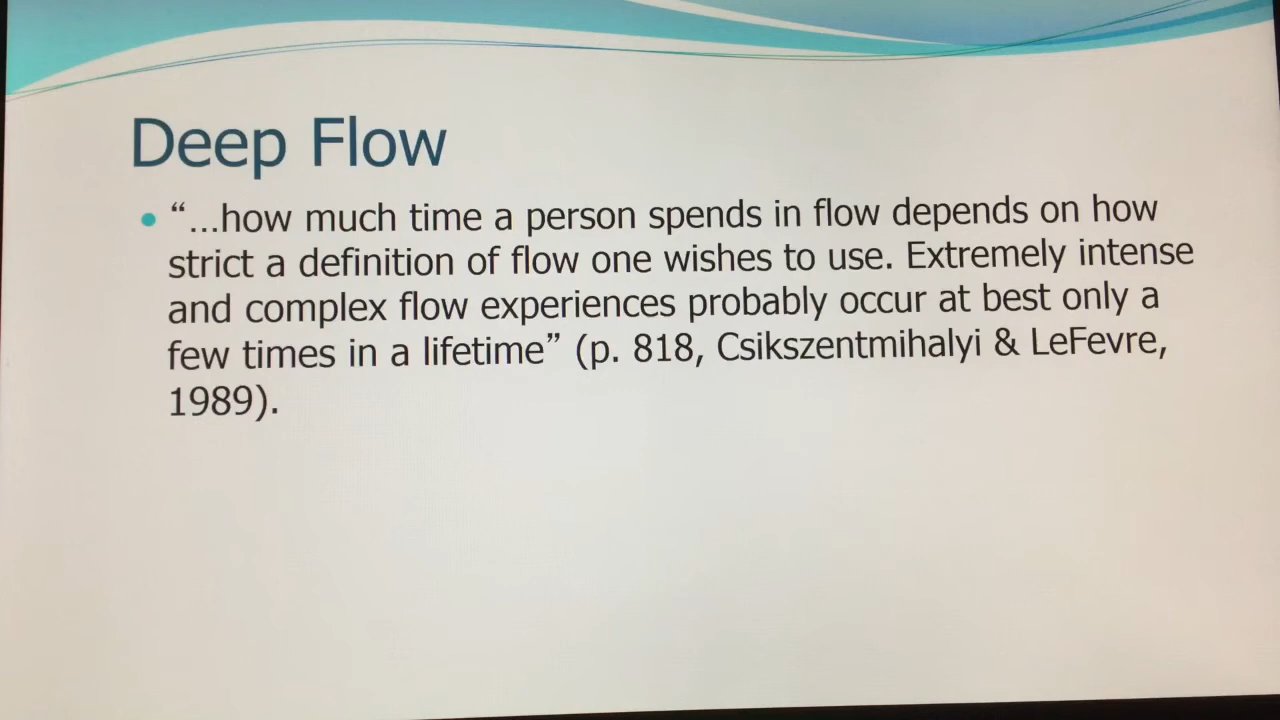 Deep Flow
• “…how much time a person spends in flow depends on how
strict a definition of flow one wishes to use. Extremely intense
and complex flow experiences probably occur at best only a
few times in a lifetime” (p. 818, Csikszentmihalyi & LeFevre,
1989).